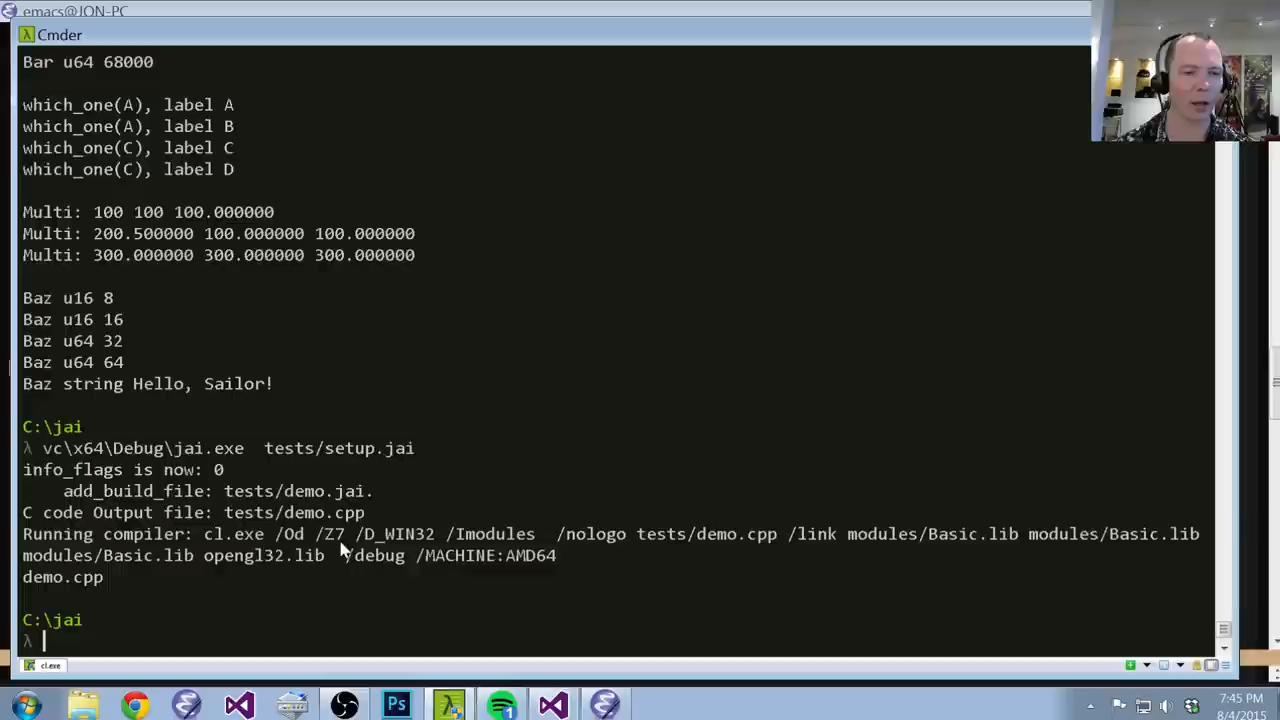 emacs@JON-PC
Cmder
Bar u64 68000
which_one(A), label A
which_one(A), label B
which_one(C), label C
which_one(C), label D
Multi: 100 100 100.000000
Multi: 200.500000 100.000000 100.000000
Multi: 300.000000 300.000000 300.000000
Baz u16 8
Baz u16 16
Baz u64 32
Baz u64 64
Baz string Hello, Sailor!
C:\jai
λ vc\x64\Debug\jai.exe  tests/setup.jai
info_flags is now: 0
    add_build_file: tests/demo.jai.
C code Output file: tests/demo.cpp
Running compiler: cl.exe /Od /Z7 /D_WIN32 /Imodules  /nologo tests/demo.cpp /link modules/Basic.lib modules/Basic.lib
modules/Basic.lib opengl32.lib  /debug /MACHINE:AMD64
demo.cpp
C:\jai
λ
cl.exe
Ps
7:45 PM
8/4/2015